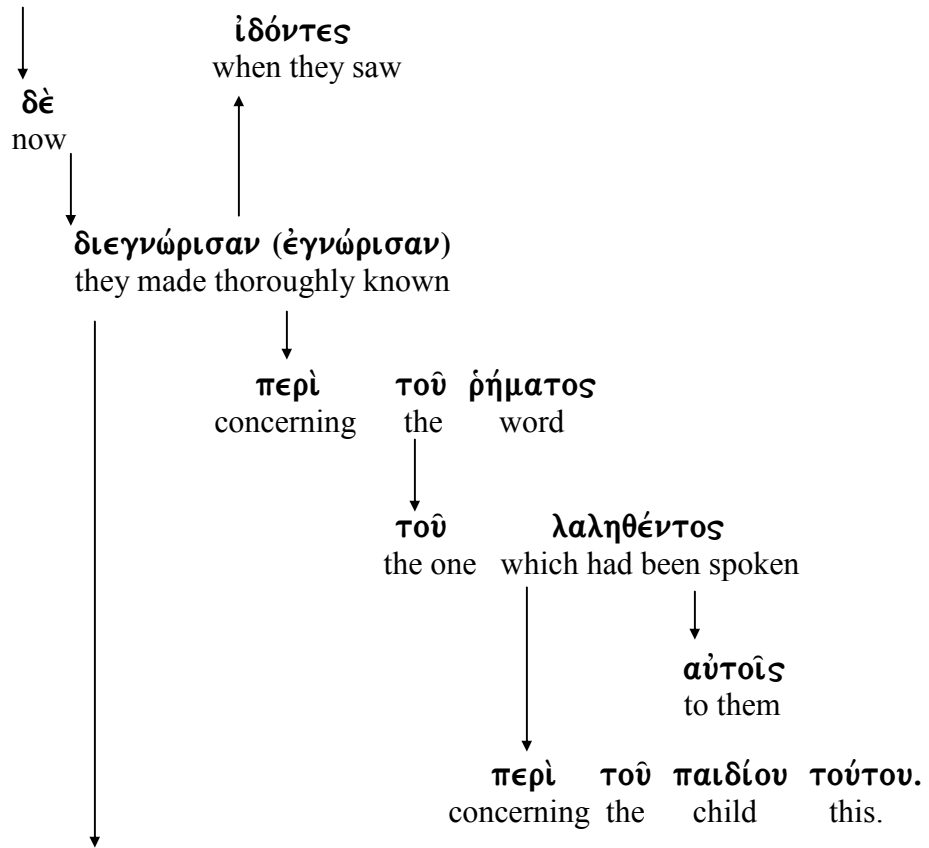 ἰδόντες
when they saw
δὲ
now
διεγνώρισαν (ἐγνώρισαν)
they made thoroughly known
περὶ τοῦ ῥήματος
concerning the word
τοῦ λαληθέντος
the one which had been spoken
αὐτοῖς
to them
περὶ τοῦ παιδίου τούτου.
concerning the child this.